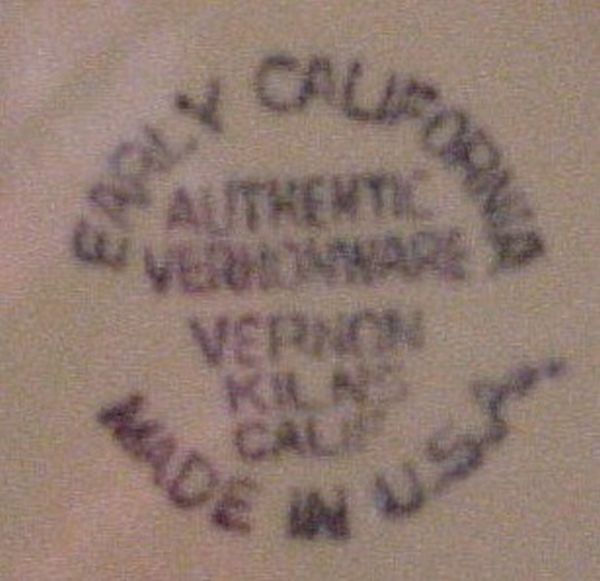 EARLY CALIFORNIA
AUTHENTIC
VERNONWARE
VERNON
KILNS
CALIF
MADE IN U.S.A.